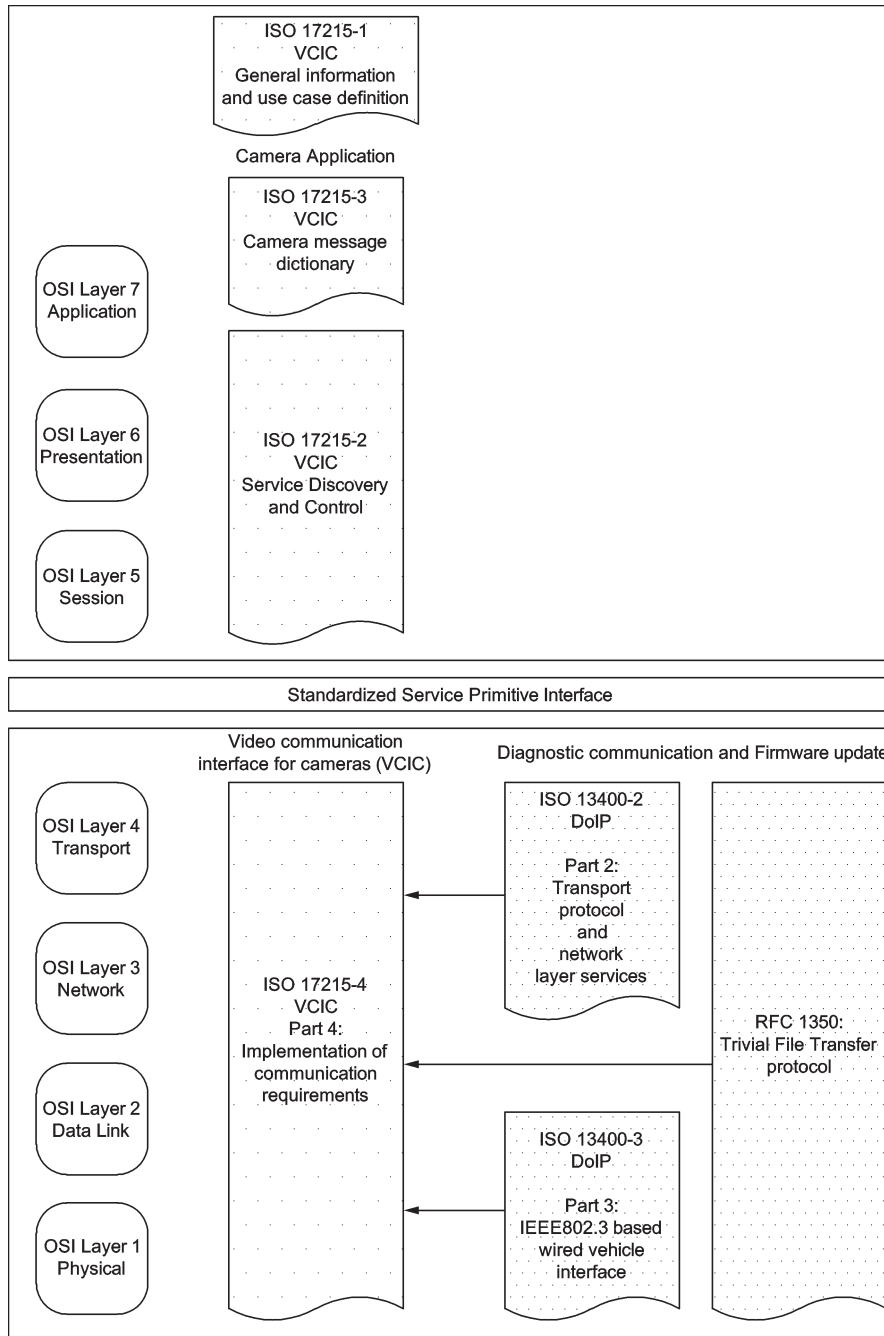 ISO 17215-1
VCIC
General information
and use case definition
Camera Application
ISO 17215-3
VCIC
Camera message
dictionary
OSI Layer 7
Application
OSI Layer 6
Presentation
ISO 17215-2
VCIC
Service Discovery
and Control
OSI Layer 5
Session
Standardized Service Primitive Interface
Video communication
interface for cameras (VCIC)
Diagnostic communication and Firmware update
OSI Layer 4
Transport
ISO 13400-2
DoIP
Part 2:
Transport
protocol
and
network
layer services
OSI Layer 3
Network
ISO 17215-4
VCIC
Part 4:
Implementation of
communication
requirements
RFC 1350:
Trivial File Transfer
protocol
OSI Layer 2
Data Link
ISO 13400-3
DoIP
Part 3:
IEEE802.3 based
wired vehicle
interface
OSI Layer 1
Physical